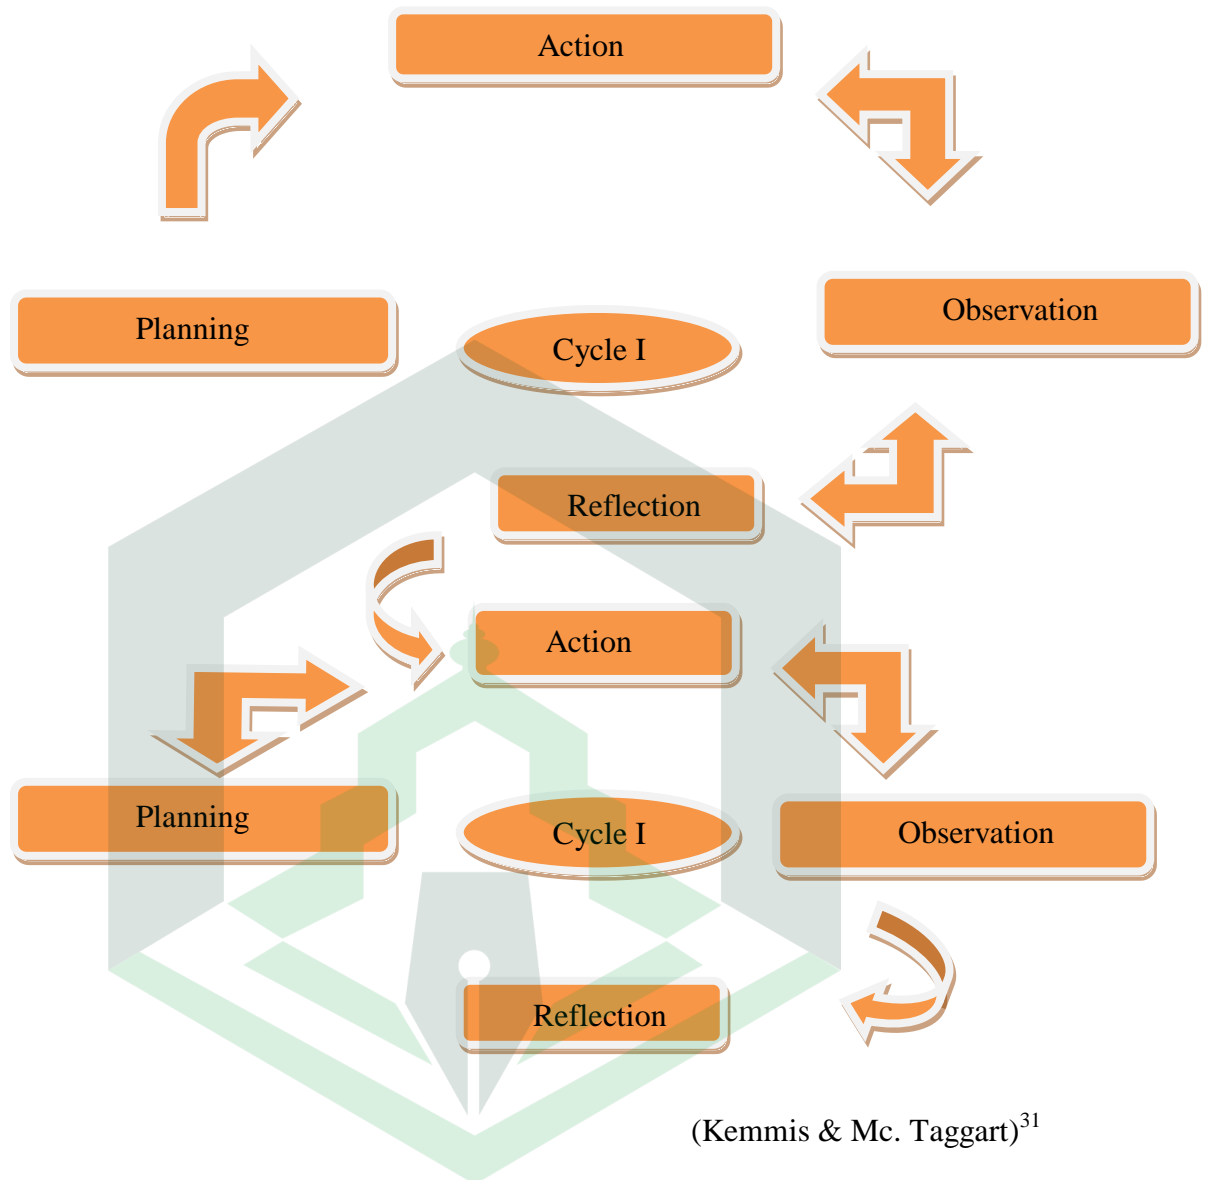 Action
Planning
Observation
Cycle I
Reflection
Action
Planning
Cycle I
Observation
Reflection
(Kemmis & Mc. Taggart)31